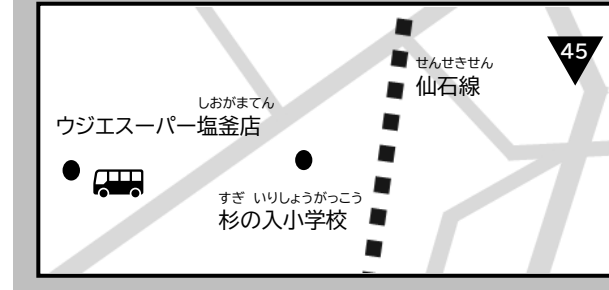 45
せんせきせん
仙石線
しおがまてん
ウジエスーパー塩釜店
すぎ いりしょうがっこう
杉の入小学校